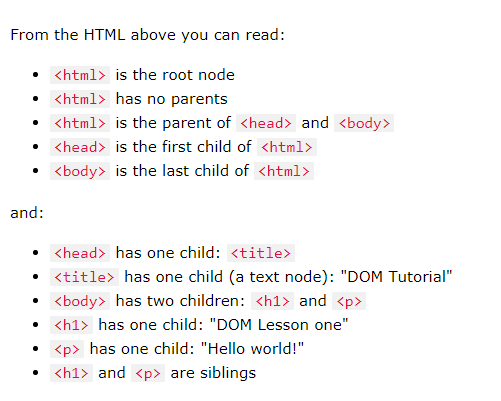 From the HTML above you can read:
• <html> is the root node
• <html> has no parents
• <html> is the parent of <head> and <body>
• <head> is the first child of <html>
• <body> is the last child of <html>
and:
• <head> has one child: <title>
• <title> has one child (a text node): "DOM Tutorial"
• <body> has two children: <h1> and <p>
• <h1> has one child: "DOM Lesson one"
• <p> has one child: "Hello world!"
• <h1> and <p> are siblings